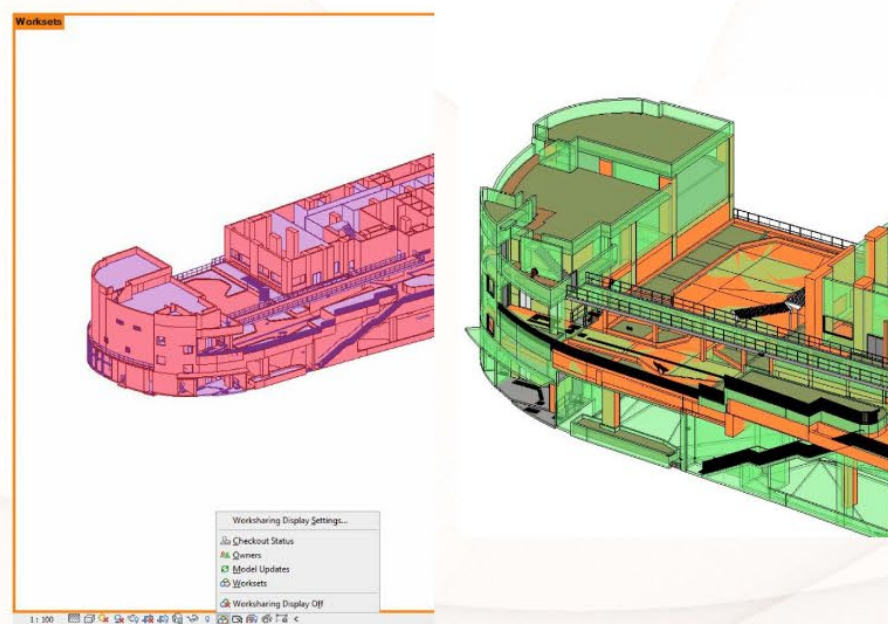 Worksets
Worksharing Display Settings...
Checkout Status
Owners
Model Updates
Worksets
Worksharing Display Off
1 : 100